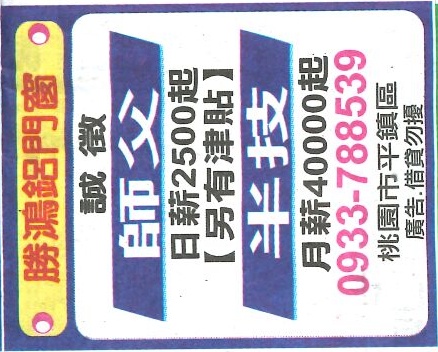 勝鴻鋁門窗
誠徵
師父
日薪2500起
【另有津貼】
半技
月薪40000起
0933-788539
桃園市平鎮區
廣告.借貸勿擾